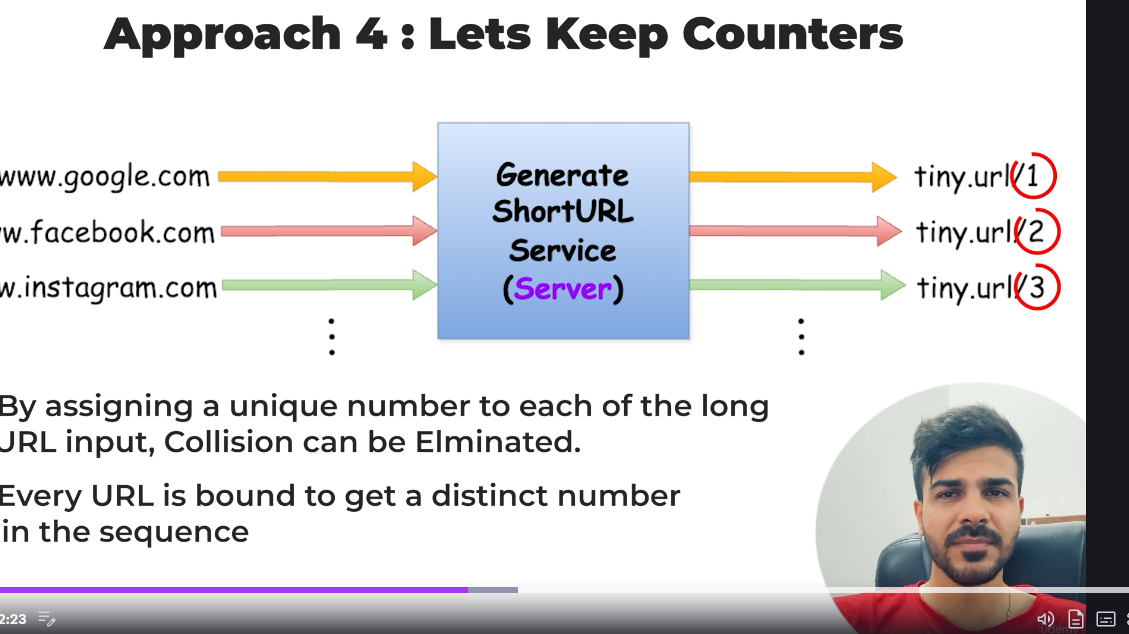 Approach 4 : Lets Keep Counters
www.google.com
w.facebook.com
w.instagram.com
Generate
ShortURL
Service
(Server)
tiny.url/1
tiny.url/2
tiny.url/3
By assigning a unique number to each of the long
URL input, Collision can be Elminated.
Every URL is bound to get a distinct number
in the sequence
2:23